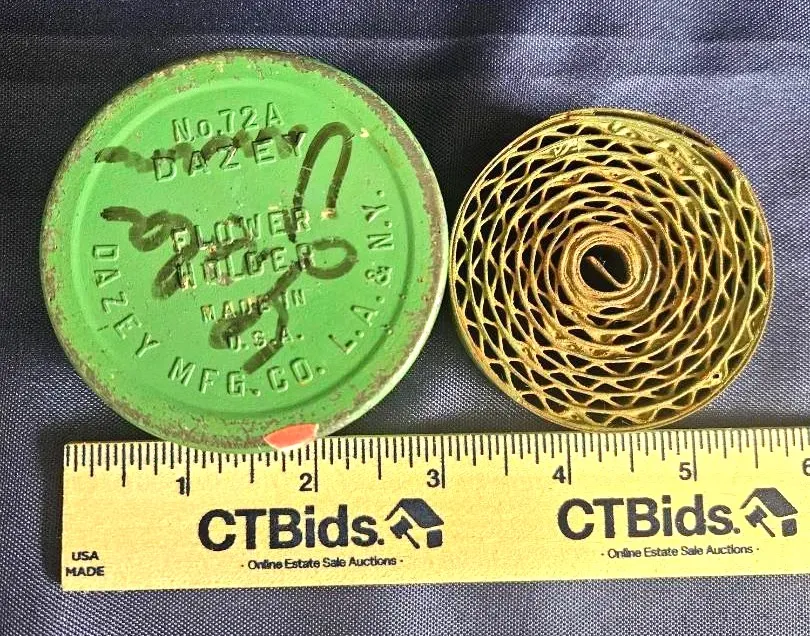 No. 72A
DAZEY
FLOWER
HOLDER
MADE IN
U.S.A.
DAZEY MFG. CO. L.A. & N.Y.
1 2 3 4 5 6
CTBids.
· Online Estate Sale Auctions ·
CTBids.
· Online Estate Sale Auctions ·
USA
MADE